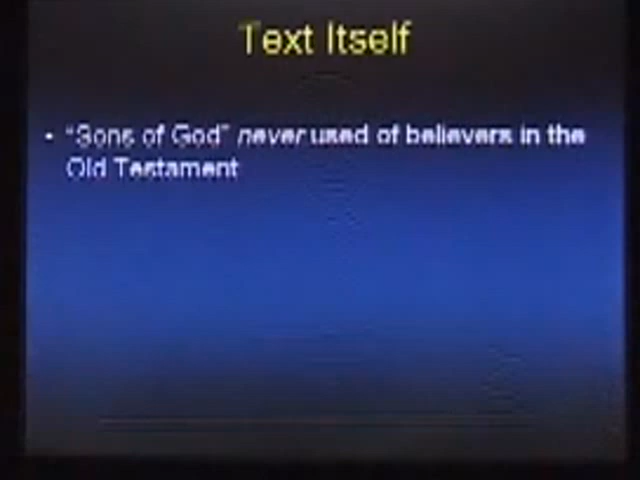 Text Itself
• "Sons of God" never used of believers in the
Old Testament